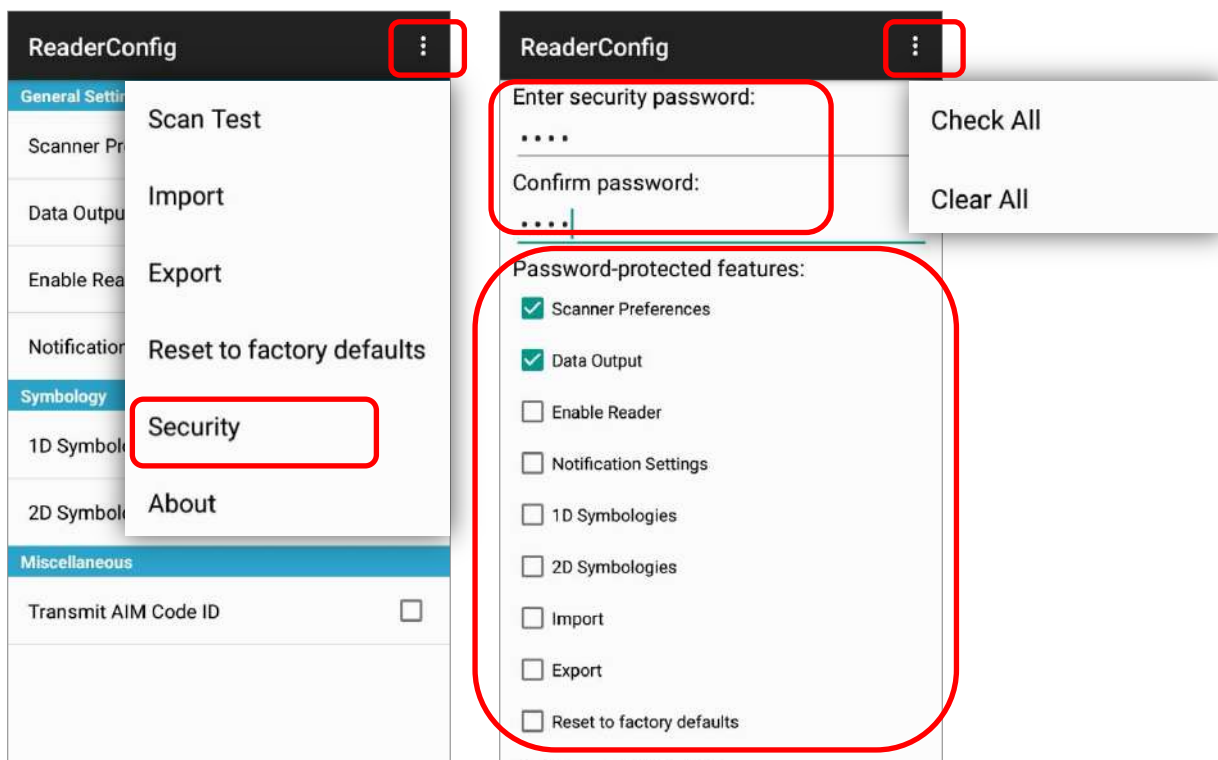 ReaderConfig
General Settin
Scanner Pr
Data Outpu
Enable Rea
Notification
Symbology
1D Symbolo
2D Symbolo
Miscellaneous
Transmit AIM Code ID
Scan Test
Import
Export
Reset to factory defaults
Security
About
ReaderConfig
Enter security password:
••••
Confirm password:
••••
Password-protected features:
Scanner Preferences
Data Output
Enable Reader
Notification Settings
1D Symbologies
2D Symbologies
Import
Export
Reset to factory defaults
Check All
Clear All